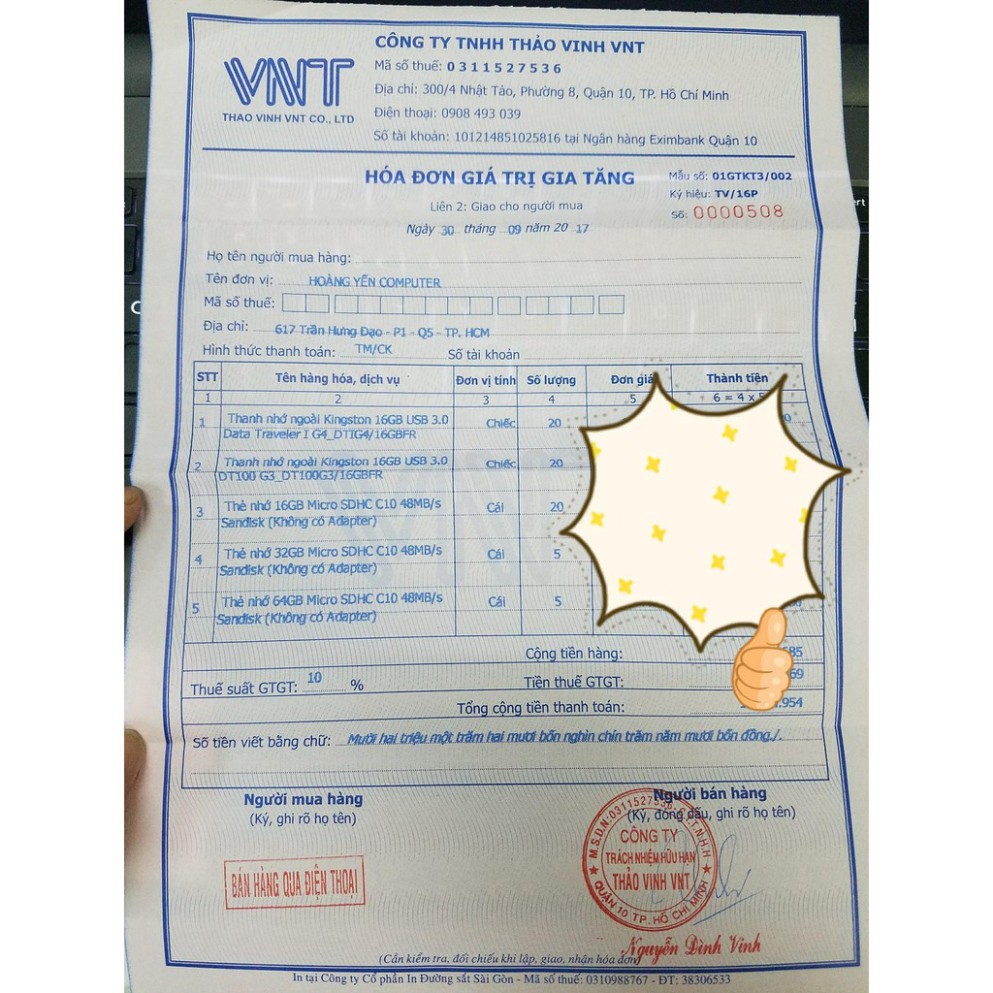 VNT
THAO VINH VNT CO., LTD
CÔNG TY TNHH THẢO VINH VNT
Mã số thuế: 0311527536
Địa chỉ: 300/4 Nhật Tảo, Phường 8, Quận 10, TP. Hồ Chí Minh
Điện thoại: 0908 493 039
Số tài khoản: 101214851025816 tại Ngân hàng Eximbank Quận 10
HÓA ĐƠN GIÁ TRỊ GIA TĂNG
Liên 2: Giao cho người mua
Ngày 30 tháng 09 năm 20 17
Mẫu số: 01GTKT3/002
Ký hiệu: TV/16P
Số: 0000508
Họ tên người mua hàng:
Tên đơn vị: HOÀNG YẾN COMPUTER
Mã số thuế:
Địa chỉ: 617 Trần Hưng Đạo - P1 - Q5 - TP. HCM
Hình thức thanh toán: TM/CK Số tài khoản
STT Tên hàng hóa, dịch vụ Đơn vị tính Số lượng Đơn giá Thành tiền
1 2 3 4 5 6 = 4 x 5
1 Thanh nhớ ngoài Kingston 16GB USB 3.0 Chiếc 20
Data Traveler I G4_DTIG4/16GBFR
2 Thanh nhớ ngoài Kingston 16GB USB 3.0 Chiếc 20
DT100 G3_DT100G3/16GBFR
3 Thẻ nhớ 16GB Micro SDHC C10 48MB/s Cái 20
Sandisk (Không có Adapter)
4 Thẻ nhớ 32GB Micro SDHC C10 48MB/s Cái 5
Sandisk (Không có Adapter)
5 Thẻ nhớ 64GB Micro SDHC C10 48MB/s Cái 5
Sandisk (Không có Adapter)
Cộng tiền hàng: 585
Thuế suất GTGT: 10 % Tiền thuế GTGT: 69
Tổng cộng tiền thanh toán: .954
Số tiền viết bằng chữ: Mười hai triệu một trăm hai mươi bốn nghìn chín trăm năm mươi bốn đồng./.
Người mua hàng
(Ký, ghi rõ họ tên)
BÁN HÀNG QUA ĐIỆN THOẠI
Người bán hàng
(Ký, đóng dấu, ghi rõ họ tên)
M.S.D.N:0311527536-C.T.T.N.H.H
CÔNG TY
TRÁCH NHIỆM HỮU HẠN
THẢO VINH VNT
QUẬN 10 T.P. HỒ CHÍ MINH
Nguyễn Đình Vinh
(Cần kiểm tra, đối chiếu khi lập, giao, nhận hóa đơn)
In tại Công ty Cổ phần In Đường sắt Sài Gòn - Mã số thuế: 0310988767 - ĐT: 38306533